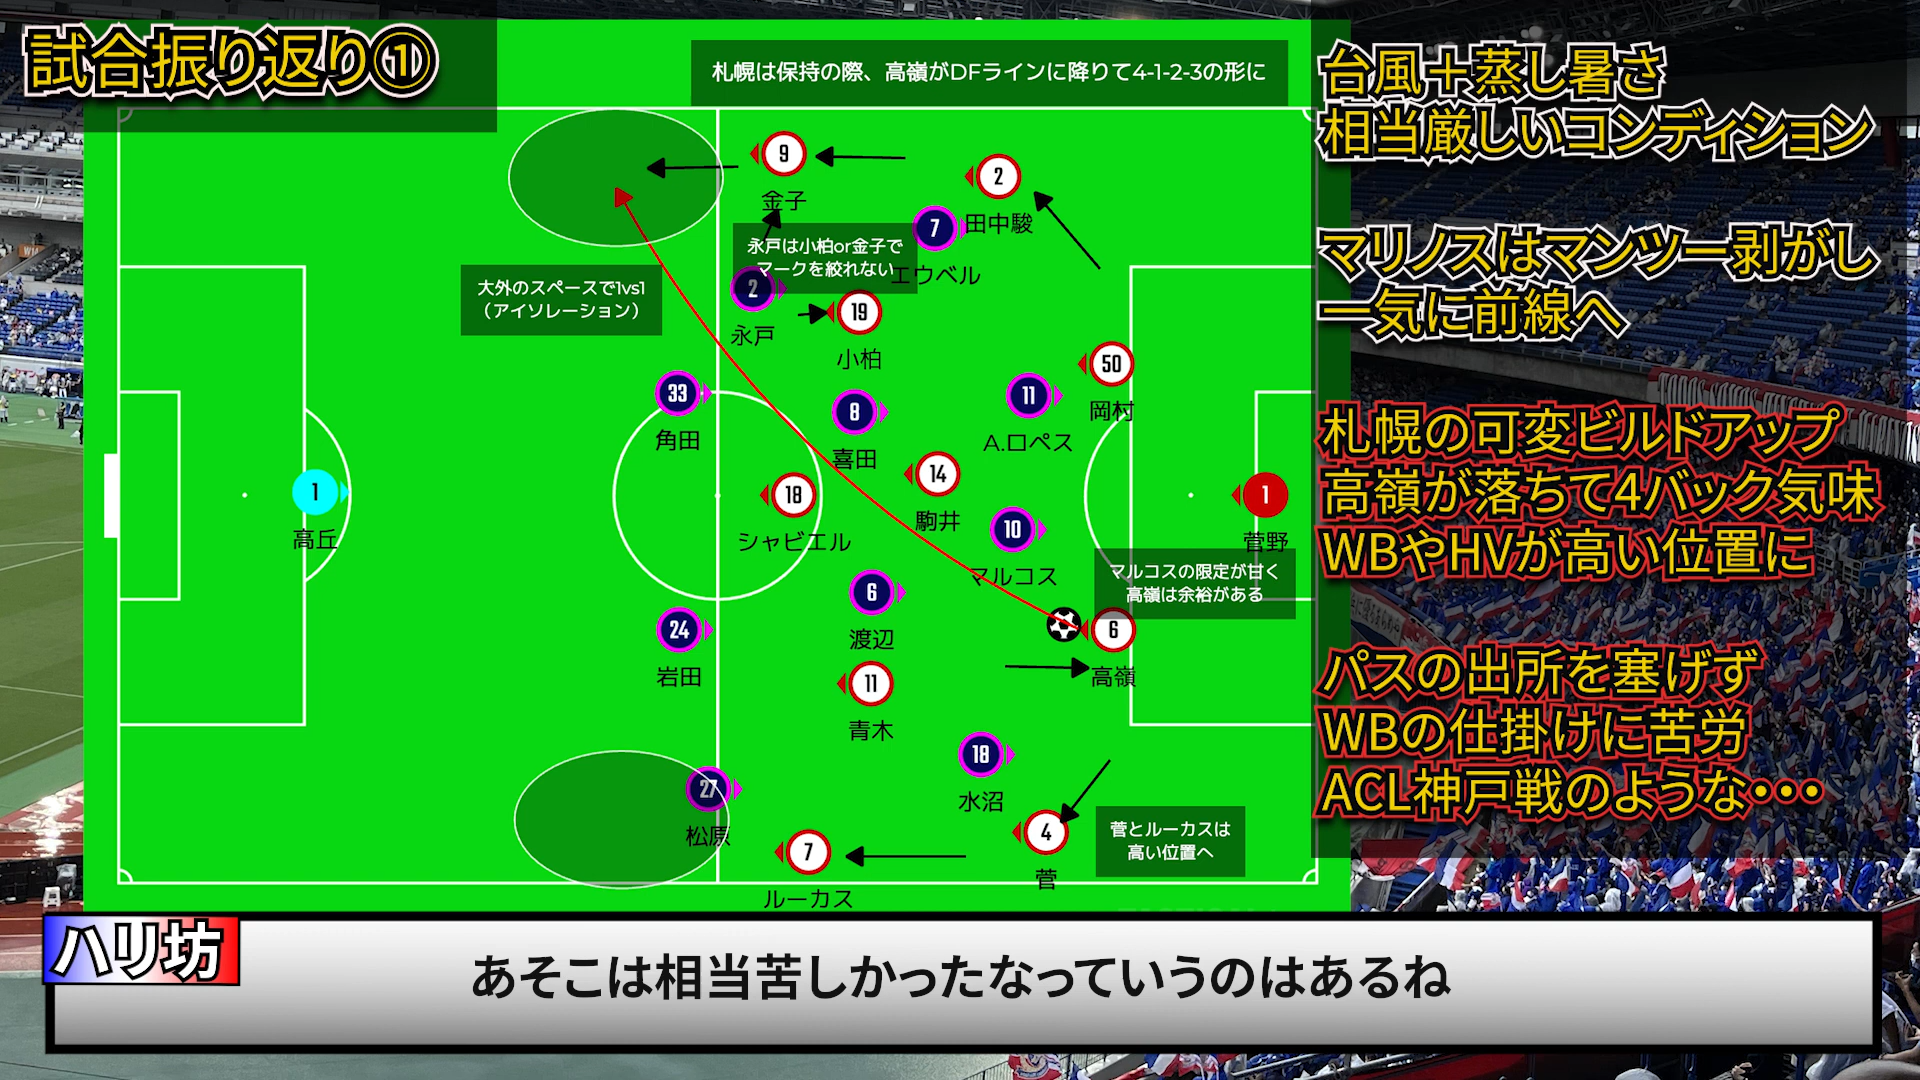 試合振り返り①
札幌は保持の際、高嶺がDFラインに降りて4-1-2-3の形に
9
金子
2
田中駿
7
エウベル
永戸は小柏or金子で
マークを絞れない
大外のスペースで1vs1
（アイソレーション）
2
永戸
19
小柏
50
岡村
33
角田
8
喜田
11
A.ロペス
1
高丘
18
シャビエル
14
駒井
10
マルコス
1
菅野
マルコスの限定が甘く
高嶺は余裕がある
6
渡辺
24
岩田
6
高嶺
11
青木
18
水沼
27
松原
7
ルーカス
4
菅
菅とルーカスは
高い位置へ
台風＋蒸し暑さ
相当厳しいコンディション
マリノスはマンツー剥がし
一気に前線へ
札幌の可変ビルドアップ
高嶺が落ちて4バック気味
WBやHVが高い位置に
パスの出所を塞げず
WBの仕掛けに苦労
ACL神戸戦のような・・・
ハリ坊
あそこは相当苦しかったなっていうのはあるね